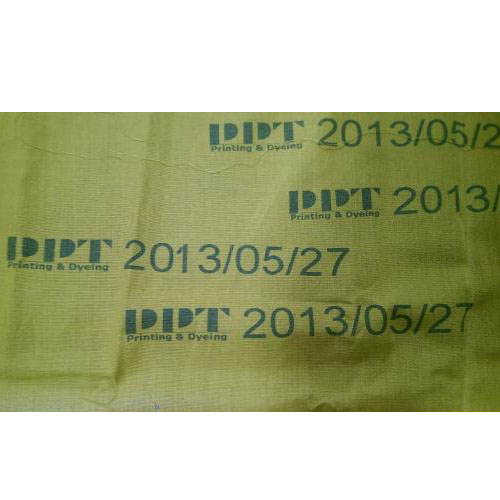 PPT 2013/05/2
Printing & Dyeing
PPT 2013/
Printing & Dyeing
PPT 2013/05/27
Printing & Dyeing
PPT 2013/05/27
Printing & Dyeing